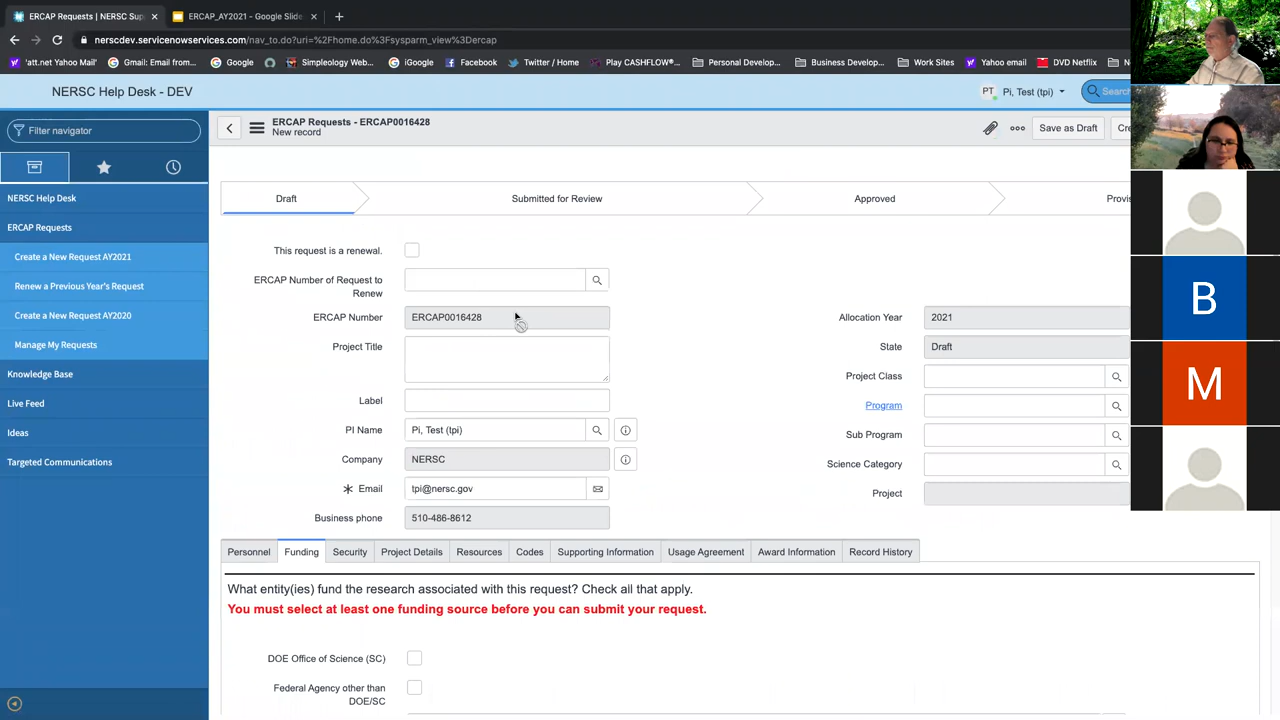 ERCAP Requests | NERSC Sup
ERCAP_AY2021 - Google Slide
nerscdev.servicenowservices.com/nav_to.do?uri=%2Fhome.do%3Fsysparm_view%3Dercap
'att.net Yahoo Mail'
Gmail: Email from...
Google
Simpleology Web...
iGoogle
Facebook
Twitter / Home
Play CASHFLOW®...
Personal Develop...
Business Develop...
Work Sites
Yahoo email
DVD Netflix
NERSC Help Desk - DEV
PT
Pi, Test (tpi)
Search
Filter navigator
ERCAP Requests - ERCAP0016428
New record
Save as Draft
Cre
NERSC Help Desk
ERCAP Requests
Create a New Request AY2021
Renew a Previous Year's Request
Create a New Request AY2020
Manage My Requests
Knowledge Base
Live Feed
Ideas
Targeted Communications
Draft
Submitted for Review
Approved
Provis
This request is a renewal.
ERCAP Number of Request to
Renew
ERCAP Number
ERCAP0016428
Project Title
Label
PI Name
Pi, Test (tpi)
Company
NERSC
Email
tpi@nersc.gov
Business phone
510-486-8612
Allocation Year
2021
State
Draft
Project Class
Program
Sub Program
Science Category
Project
B
M
Personnel
Funding
Security
Project Details
Resources
Codes
Supporting Information
Usage Agreement
Award Information
Record History
What entity(ies) fund the research associated with this request? Check all that apply.
You must select at least one funding source before you can submit your request.
DOE Office of Science (SC)
Federal Agency other than
DOE/SC